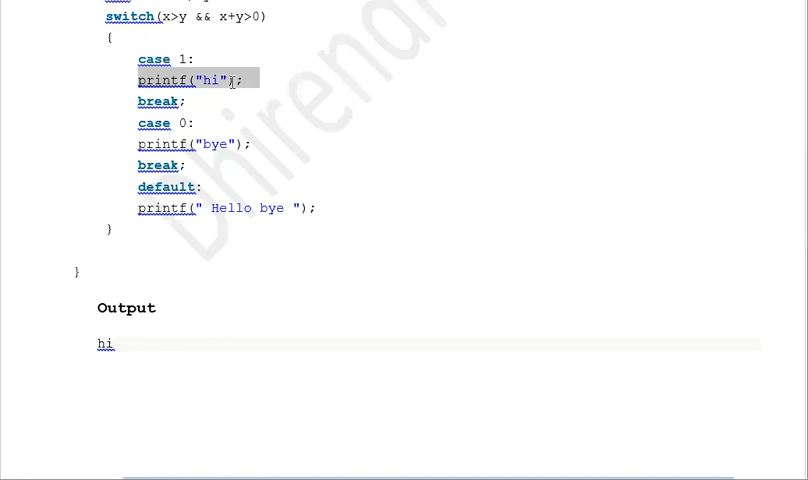 switch(x>y && x+y>0)
{
case 1:
printf("hi");
break;
case 0:
printf("bye");
break;
default:
printf(" Hello bye ");
}
}
Output
hi